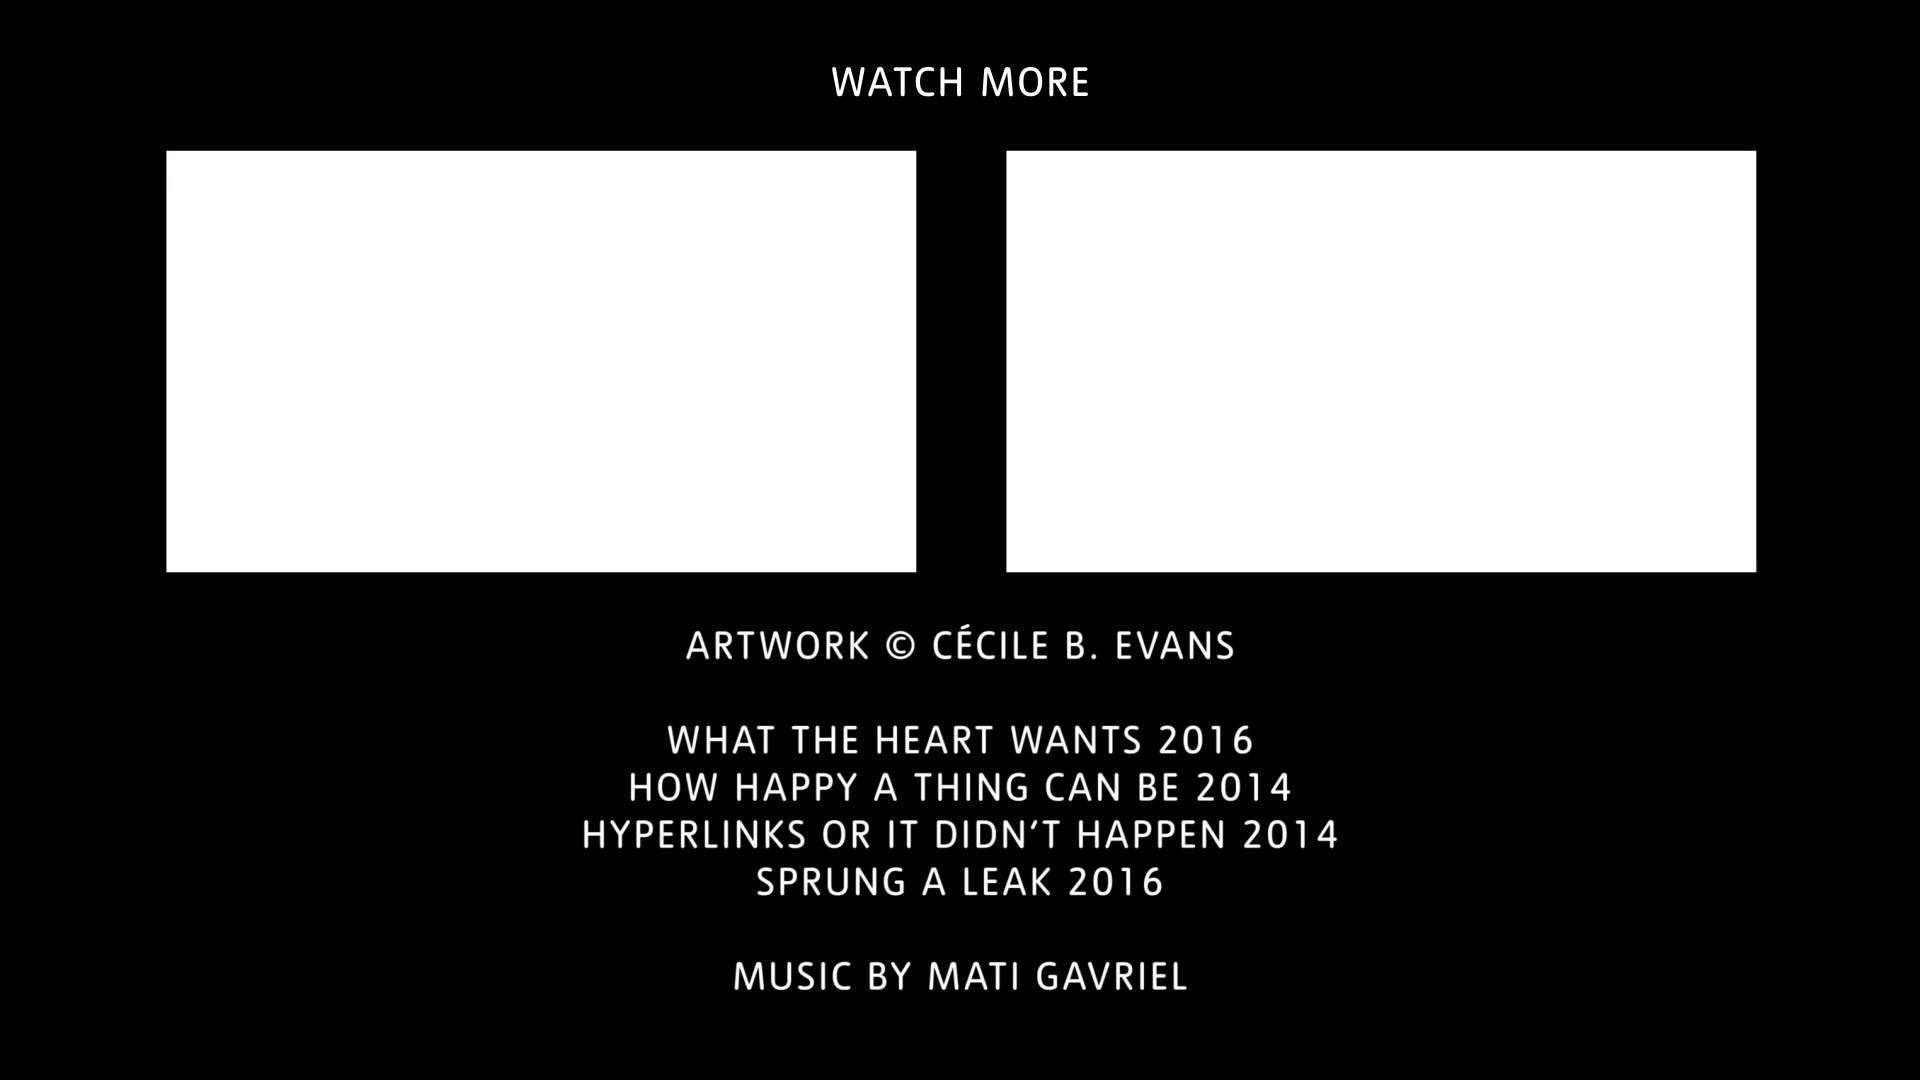 WATCH MORE
ARTWORK © CÉCILE B. EVANS
WHAT THE HEART WANTS 2016
HOW HAPPY A THING CAN BE 2014
HYPERLINKS OR IT DIDN’T HAPPEN 2014
SPRUNG A LEAK 2016
MUSIC BY MATI GAVRIEL